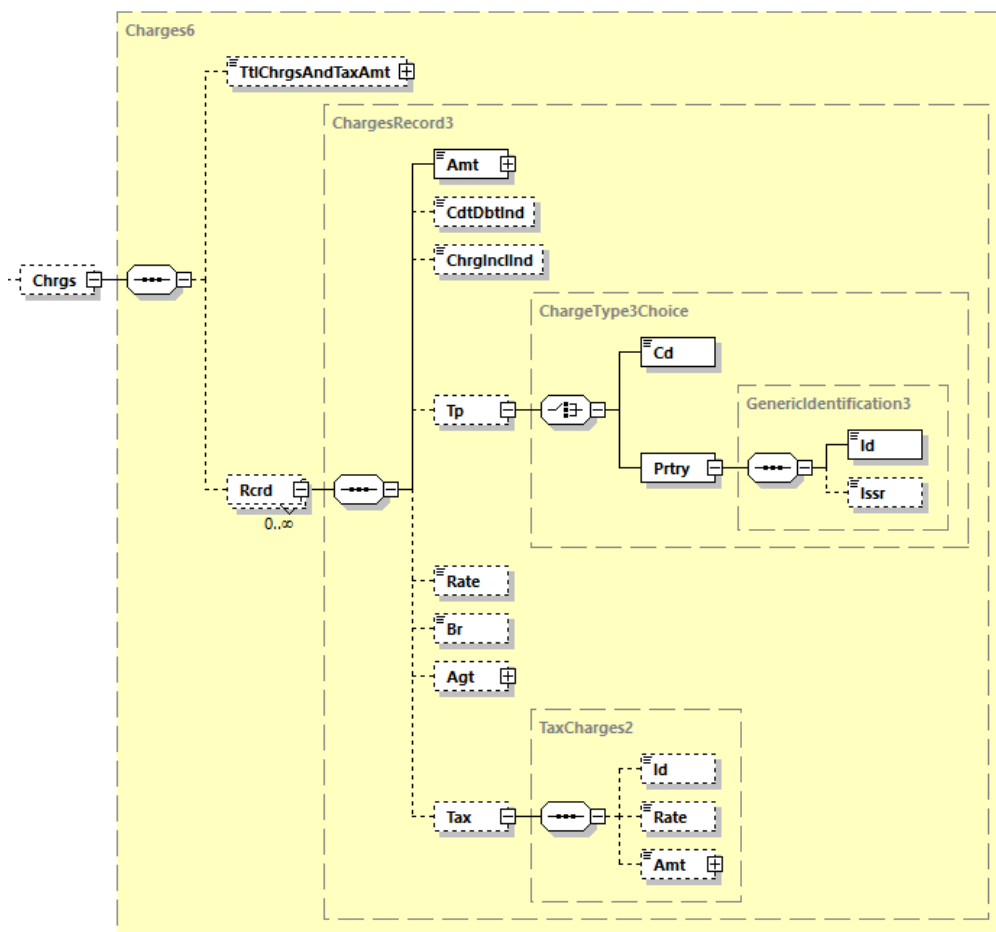 Charges6
TtlChrgsAndTaxAmt
ChargesRecord3
Amt
CdtDbtInd
ChrgInclInd
Chrgs
ChargeType3Choice
Cd
GenericIdentification3
Tp
Id
Prtry
Issr
Rcrd
0..∞
Rate
Br
Agt
TaxCharges2
Id
Tax
Rate
Amt